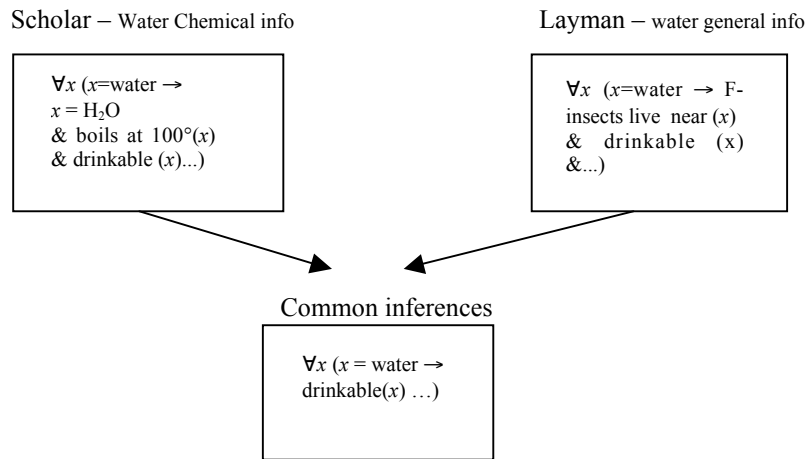 Scholar – Water Chemical info
∀x (x=water →
x = H₂O
& boils at 100°(x)
& drinkable (x)...)
Layman – water general info
∀x (x=water → F-
insects live near (x)
& drinkable (x)
&...)
Common inferences
∀x (x = water →
drinkable(x) …)